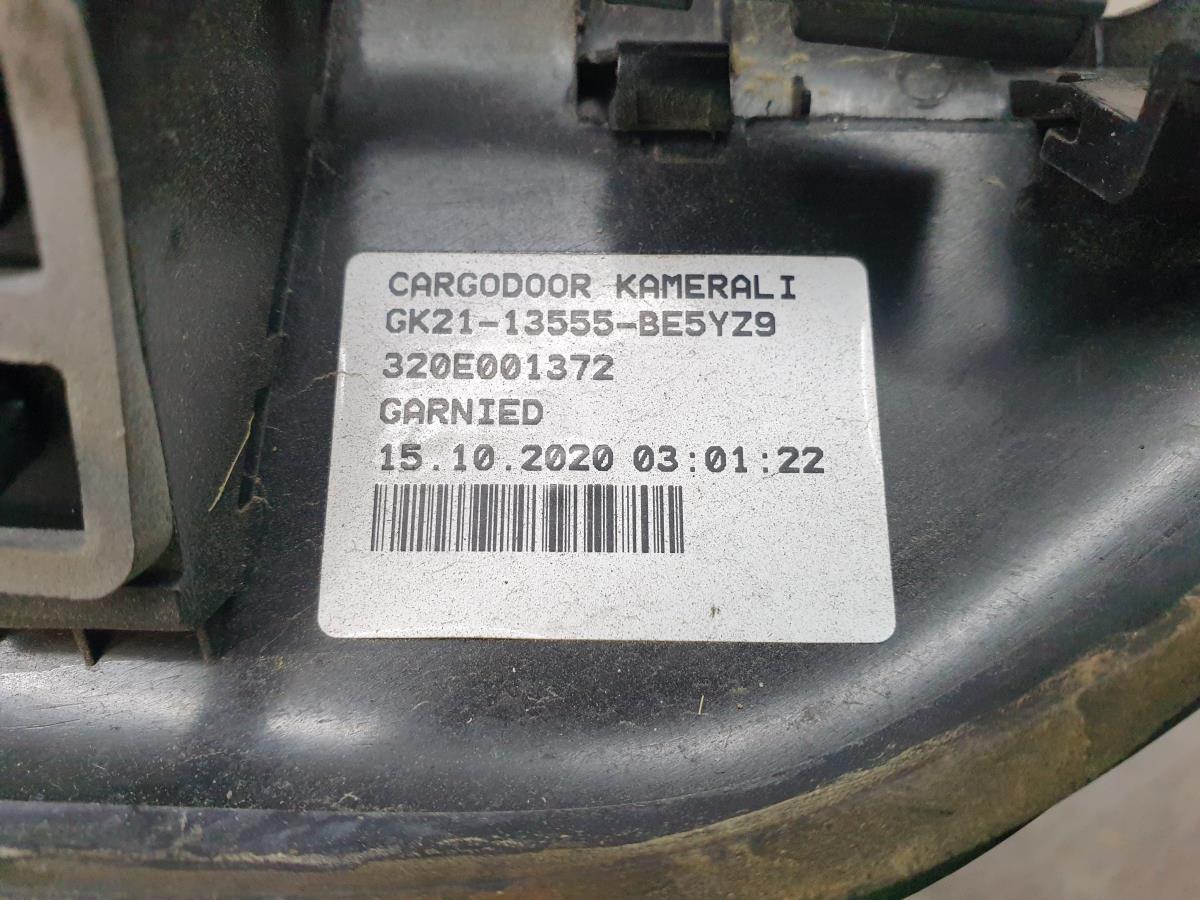 CARGODOOR KAMERALI
GK21-13555-BE5YZ9
320E001372
GARNIED
15.10.2020 03:01:22